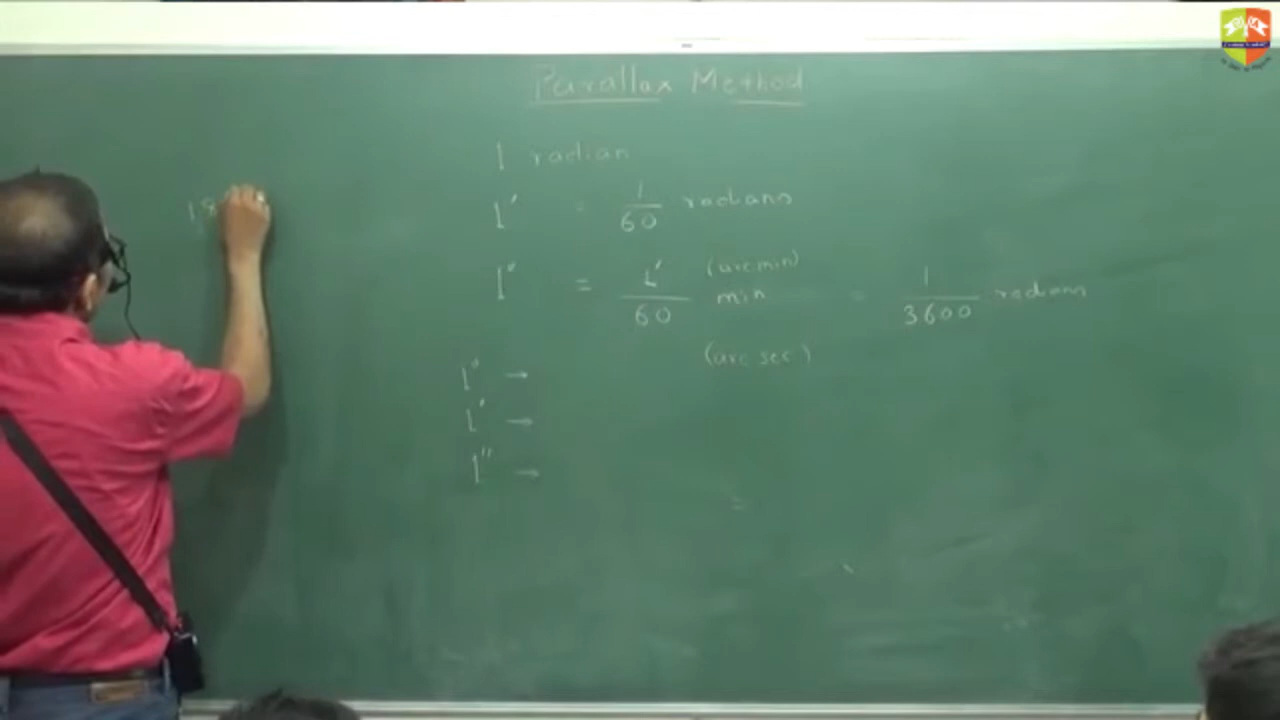 Parallax Method
1 radian
1' = 1/60 radians
1" = 1'/60 (arcmin) min = 1/3600 radians
(arc sec)
1° →
1' →
1" →
18